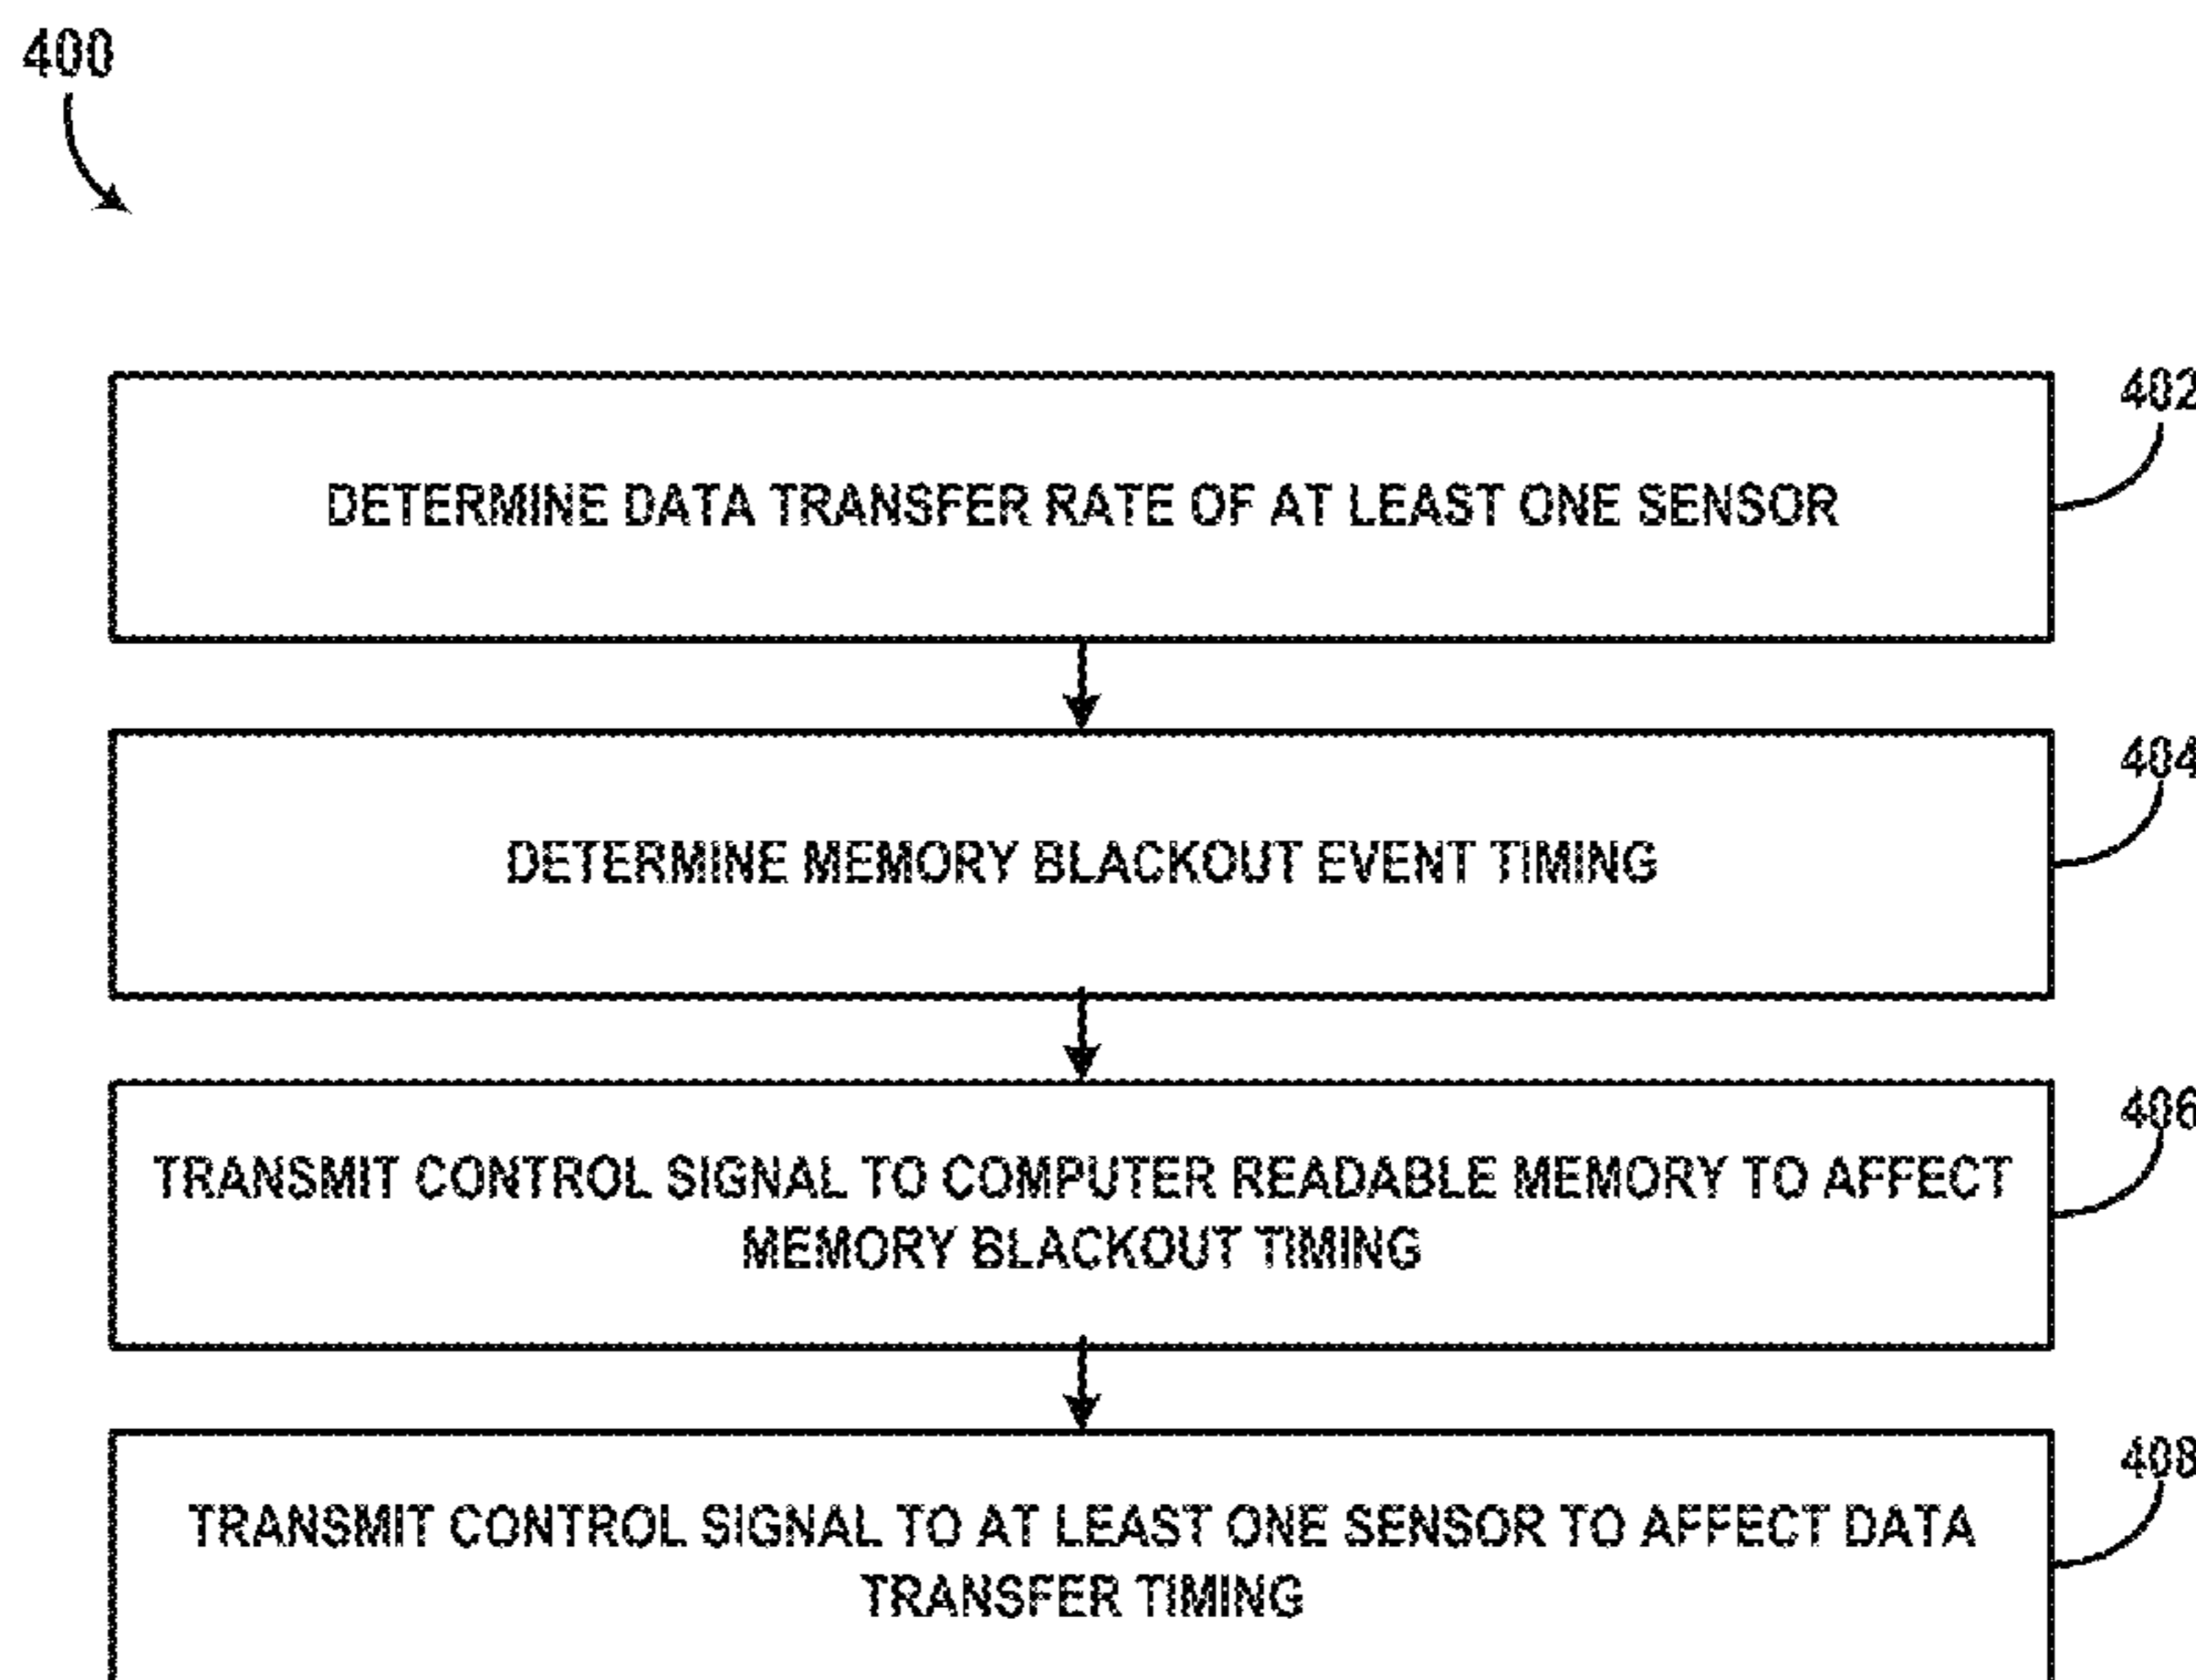 400
402
DETERMINE DATA TRANSFER RATE OF AT LEAST ONE SENSOR
404
DETERMINE MEMORY BLACKOUT EVENT TIMING
406
TRANSMIT CONTROL SIGNAL TO COMPUTER READABLE MEMORY TO AFFECT
MEMORY BLACKOUT TIMING
408
TRANSMIT CONTROL SIGNAL TO AT LEAST ONE SENSOR TO AFFECT DATA
TRANSFER TIMING